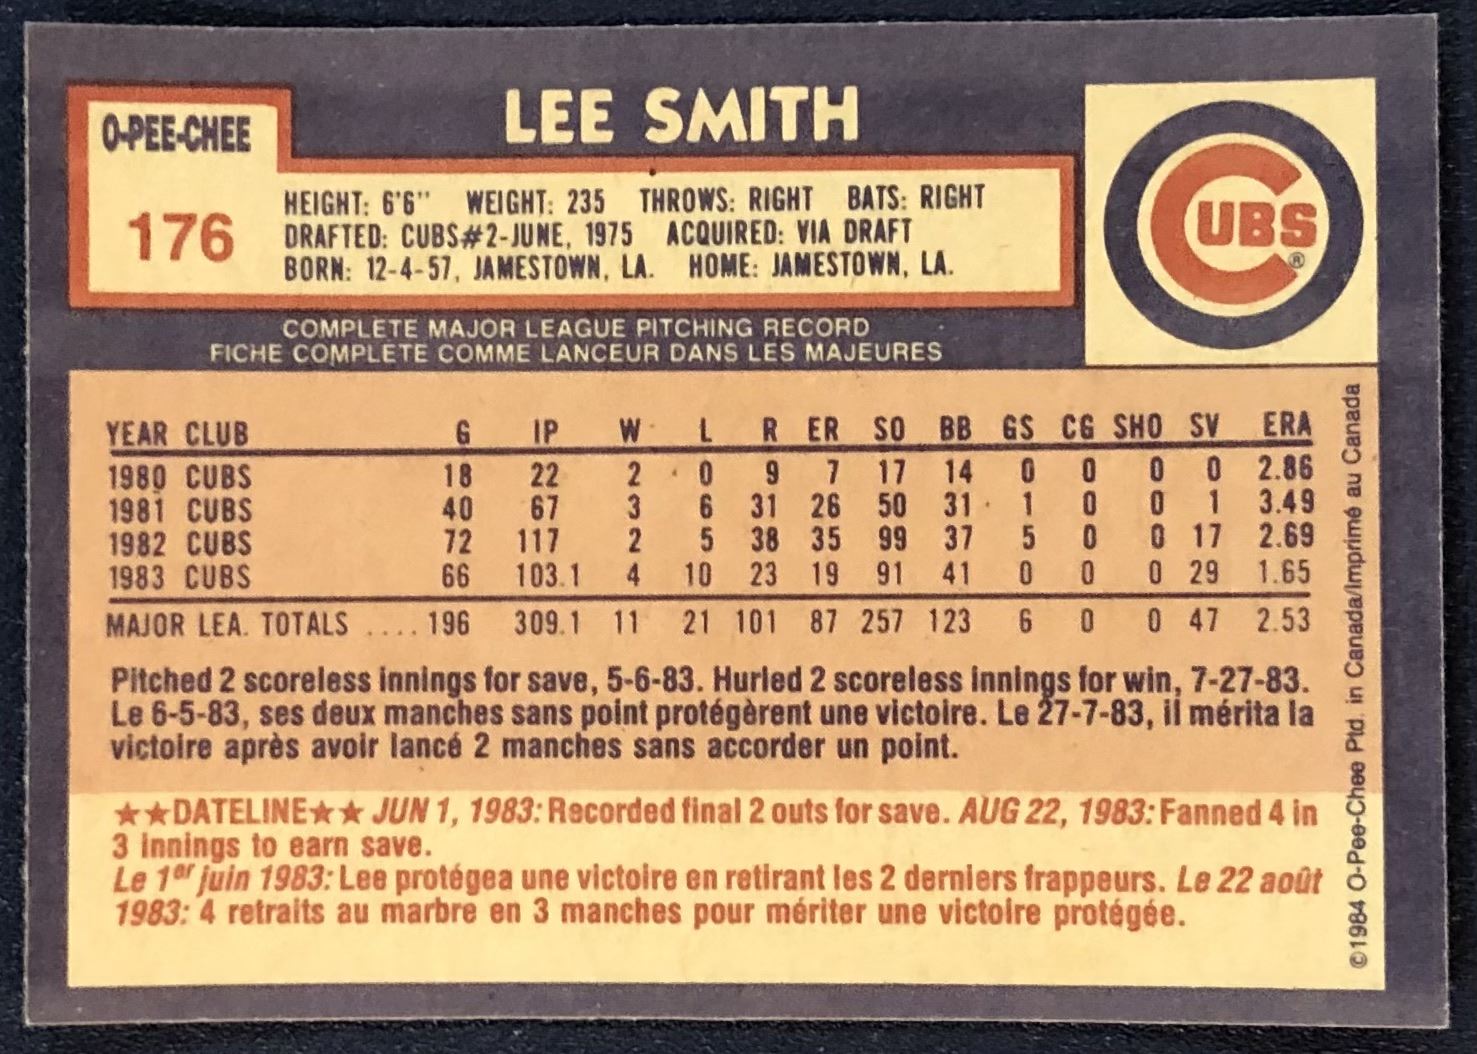 O-PEE-CHEE
176
LEE SMITH
HEIGHT: 6'6" WEIGHT: 235 THROWS: RIGHT BATS: RIGHT
DRAFTED: CUBS#2-JUNE, 1975 ACQUIRED: VIA DRAFT
BORN: 12-4-57, JAMESTOWN, LA. HOME: JAMESTOWN, LA.
CUBS®
COMPLETE MAJOR LEAGUE PITCHING RECORD
FICHE COMPLETE COMME LANCEUR DANS LES MAJEURES
YEAR CLUB G IP W L R ER SO BB GS CG SHO SV ERA
1980 CUBS 18 22 2 0 9 7 17 14 0 0 0 0 2.86
1981 CUBS 40 67 3 6 31 26 50 31 1 0 0 1 3.49
1982 CUBS 72 117 2 5 38 35 99 37 5 0 0 17 2.69
1983 CUBS 66 103.1 4 10 23 19 91 41 0 0 0 29 1.65
MAJOR LEA. TOTALS .... 196 309.1 11 21 101 87 257 123 6 0 0 47 2.53
Pitched 2 scoreless innings for save, 5-6-83. Hurled 2 scoreless innings for win, 7-27-83.
Le 6-5-83, ses deux manches sans point protégèrent une victoire. Le 27-7-83, il mérita la
victoire après avoir lancé 2 manches sans accorder un point.
★★DATELINE★★ JUN 1, 1983: Recorded final 2 outs for save. AUG 22, 1983: Fanned 4 in
3 innings to earn save.
Le 1er juin 1983: Lee protégea une victoire en retirant les 2 derniers frappeurs. Le 22 août
1983: 4 retraits au marbre en 3 manches pour mériter une victoire protégée.
©1984 O-Pee-Chee Ptd. in Canada/Imprimé au Canada